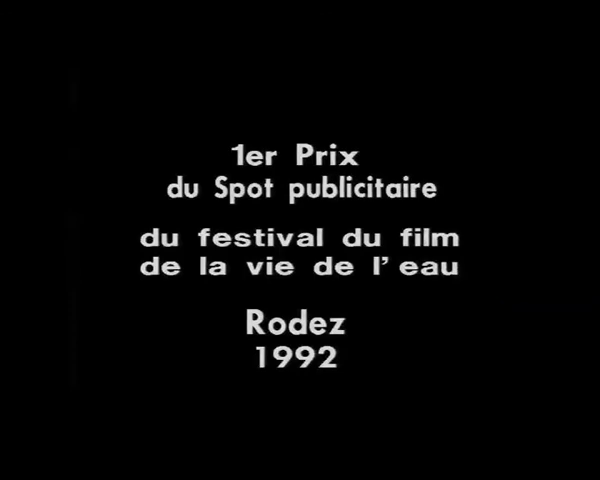 1er Prix
du Spot publicitaire
du festival du film
de la vie de l'eau
Rodez
1992